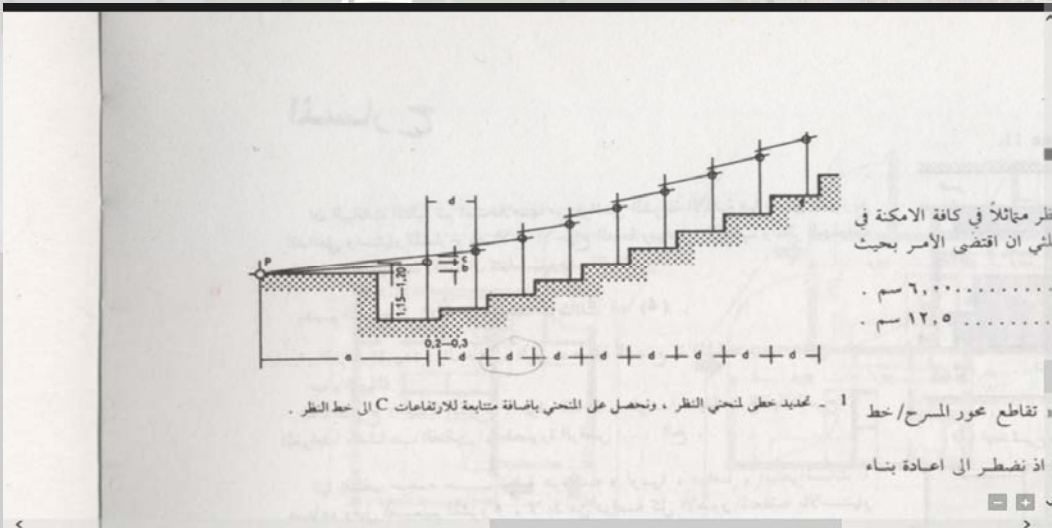 المسارح
P
d
c
b
1,15—1,20
0,2—0,3
a
d d d d d d d d
1 - تحديد خطي لمنحني النظر ، ونحصل على المنحني باضافة متتابعة للارتفاعات C الى خط النظر .
ظر متماثلاً في كافة الامكنة في
لثي ان اقتضى الأمر بحيث
٦,٠٠ سم .
١٢,٥ سم .
تقاطع محور المسرح/خط
اذ نضطر الى اعادة بناء